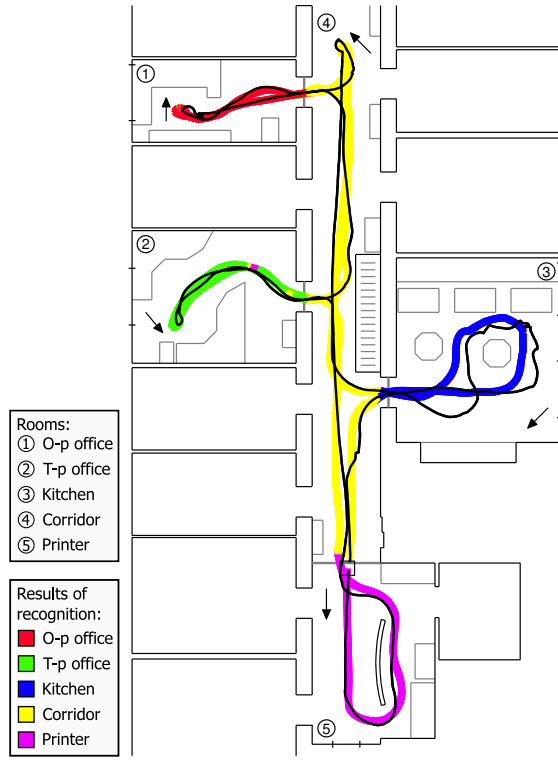 ④
①
②
③
Rooms:
① O-p office
② T-p office
③ Kitchen
④ Corridor
⑤ Printer
Results of
recognition:
O-p office
T-p office
Kitchen
Corridor
Printer
⑤